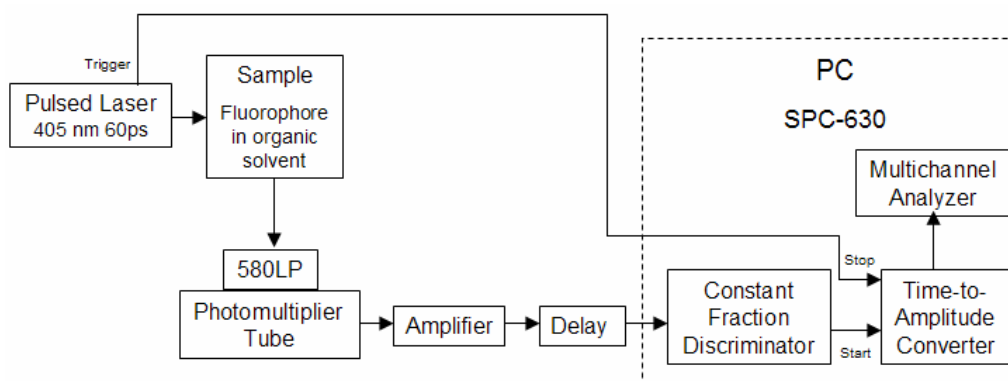 Trigger
Pulsed Laser
405 nm 60ps
Sample
Fluorophore
in organic
solvent
580LP
Photomultiplier
Tube
Amplifier
Delay
PC
SPC-630
Multichannel
Analyzer
Constant
Fraction
Discriminator
Stop
Start
Time-to-
Amplitude
Converter